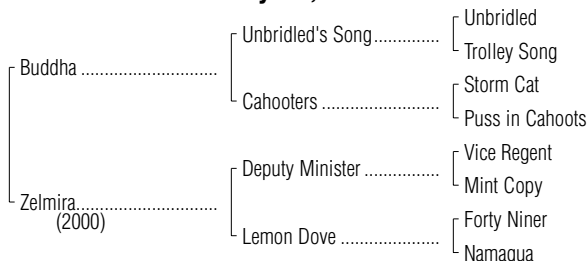 Unbridled
Unbridled's Song
Trolley Song
Buddha
Storm Cat
Cahooters
Puss in Cahoots
Vice Regent
Deputy Minister
Mint Copy
Zelmira
(2000)
Forty Niner
Lemon Dove
Namaqua